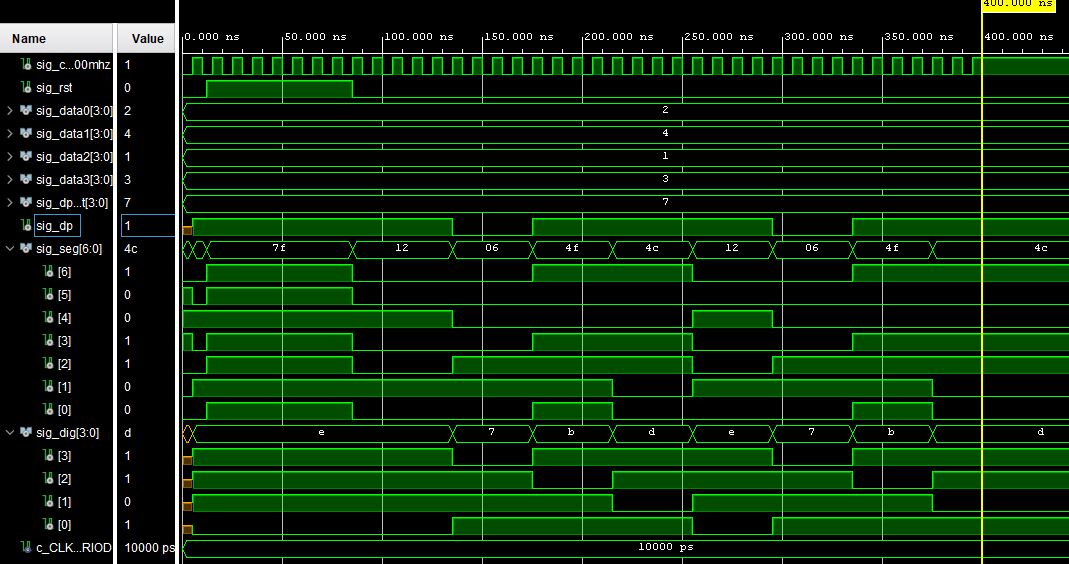 400.000 ns
Name Value
0.000 ns 50.000 ns 100.000 ns 150.000 ns 200.000 ns 250.000 ns 300.000 ns 350.000 ns 400.000 ns
sig_c...00mhz 1
sig_rst 0
sig_data0[3:0] 2 2
sig_data1[3:0] 4 4
sig_data2[3:0] 1 1
sig_data3[3:0] 3 3
sig_dp...t[3:0] 7 7
sig_dp 1
sig_seg[6:0] 4c 7f 12 06 4f 4c 12 06 4f 4c
[6] 1
[5] 0
[4] 0
[3] 1
[2] 1
[1] 0
[0] 0
sig_dig[3:0] d e 7 b d e 7 b d
[3] 1
[2] 1
[1] 0
[0] 1
c_CLK...RIOD 10000 ps 10000 ps